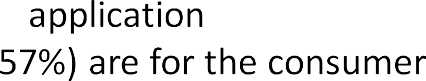 application
57%) are for the consumer